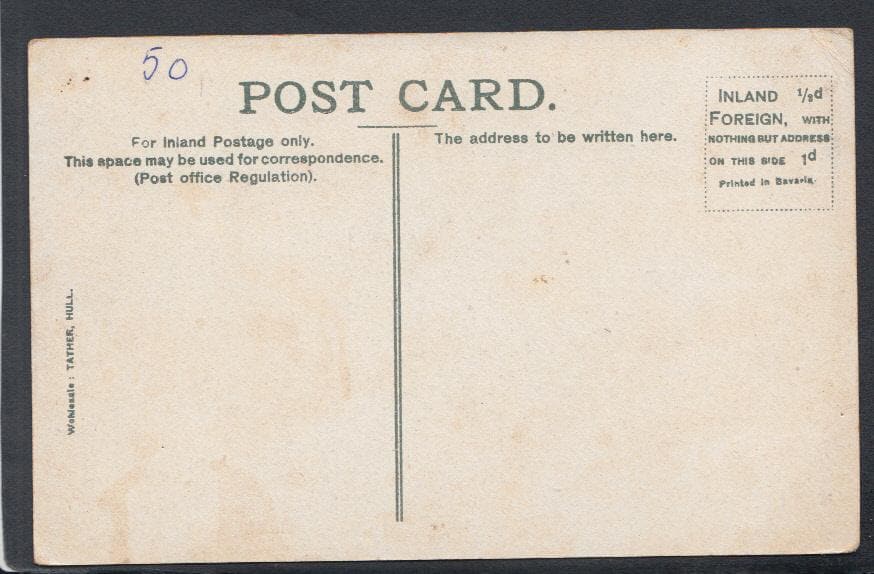 50
POST CARD.
For Inland Postage only.
This space may be used for correspondence.
(Post office Regulation).
The address to be written here.
INLAND ½d
FOREIGN, WITH
NOTHING BUT ADDRESS
ON THIS SIDE 1d
Printed in Bavaria.
Wohlesale: TATHER, HULL.